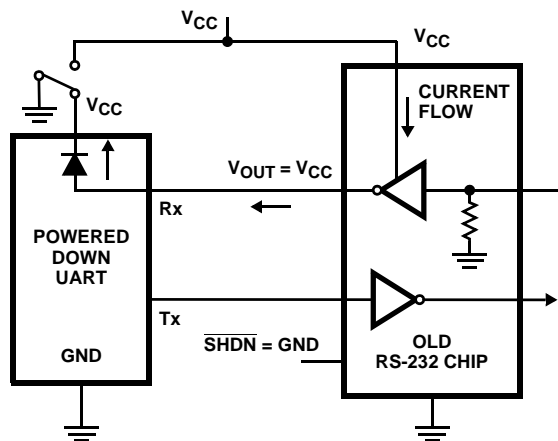 VCC
VCC
VCC
CURRENT
FLOW
VOUT = VCC
Rx
POWERED
DOWN
UART
Tx
GND
SHDN = GND
OLD
RS-232 CHIP